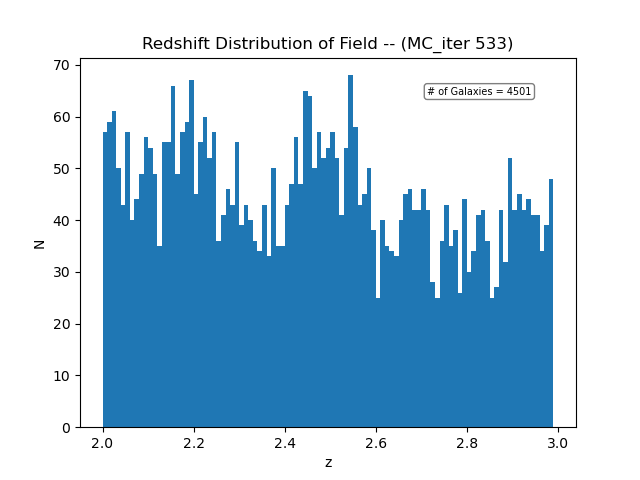 Redshift Distribution of Field -- (MC_iter 533)
# of Galaxies = 4501
70
60
50
40
30
20
10
0
N
2.0 2.2 2.4 2.6 2.8 3.0
z